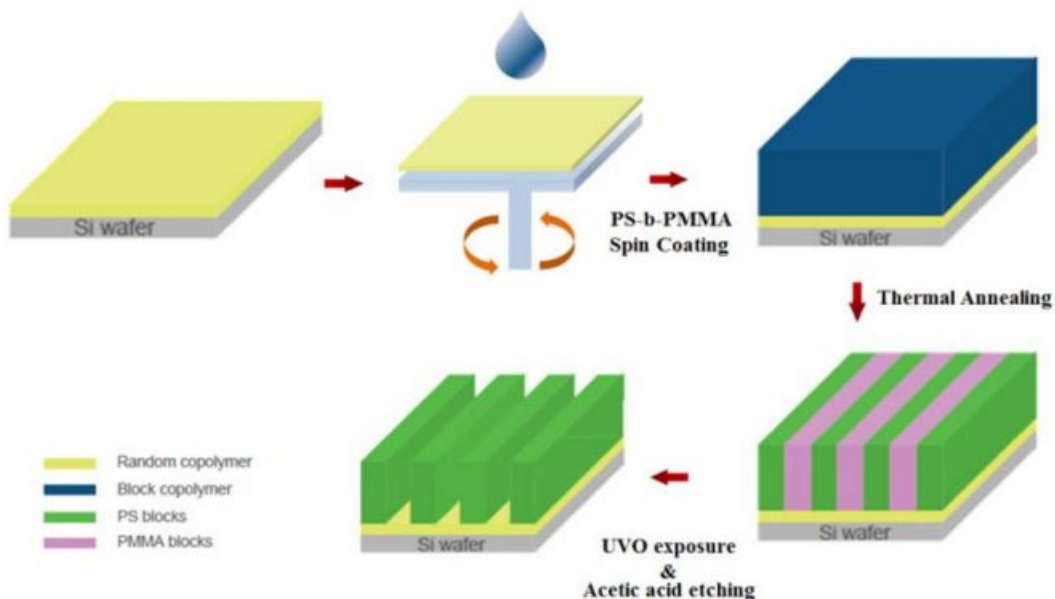 Si wafer
PS-b-PMMA
Spin Coating
Si wafer
Thermal Annealing
Si wafer
UVO exposure
&
Acetic acid etching
Si wafer
Random copolymer
Block copolymer
PS blocks
PMMA blocks